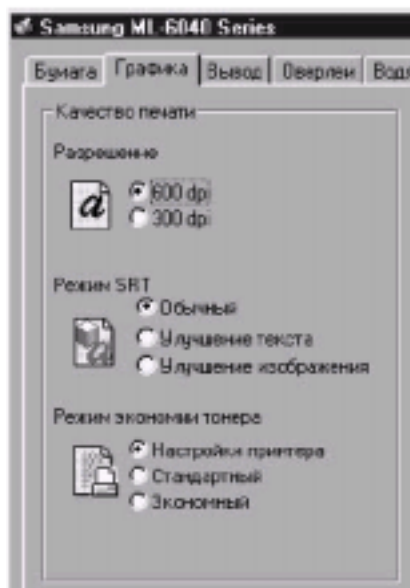 Samsung ML-6040 Series
Бумага Графика Вывод Оверлеи Водя
Качество печати
Разрешение
600 dpi
300 dpi
Режим SRT
Обычный
Улучшение текста
Улучшение изображения
Режим экономии тонера
Настройки принтера
Стандартный
Экономный